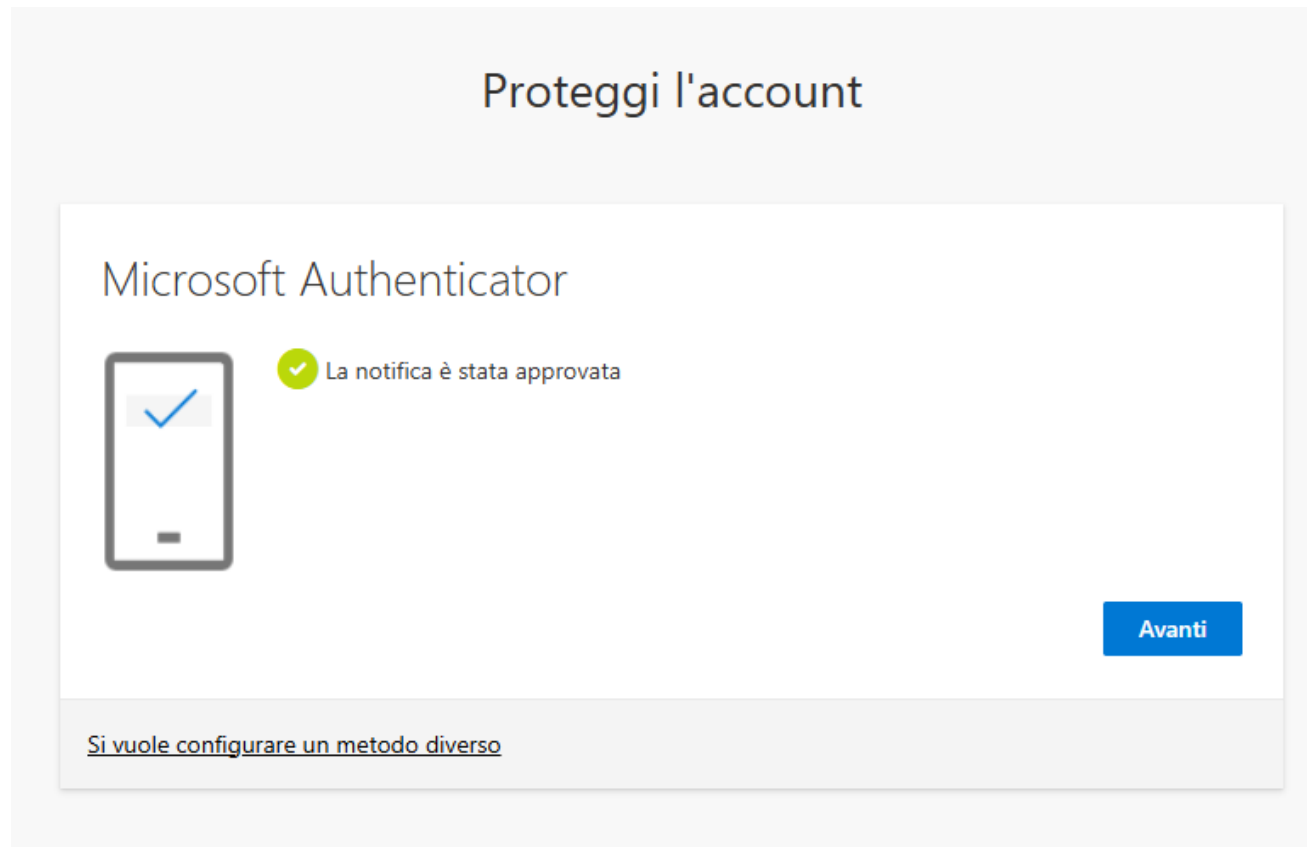 Proteggi l'account
Microsoft Authenticator
La notifica è stata approvata
Avanti
Si vuole configurare un metodo diverso